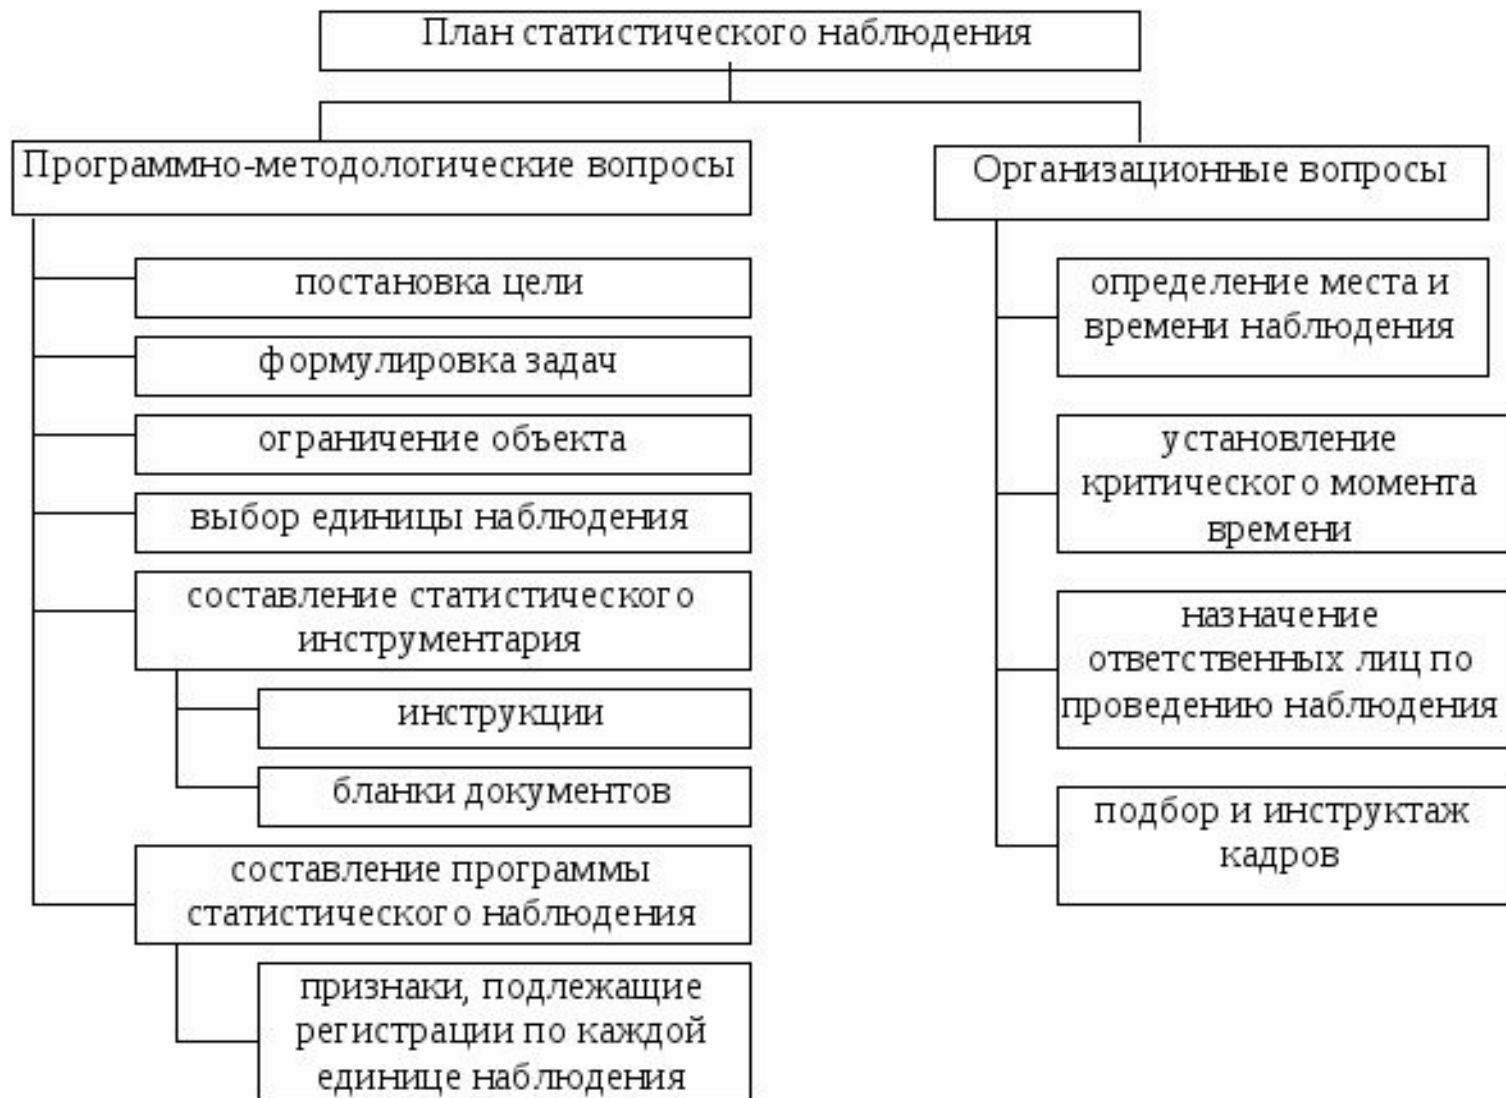 План статистического наблюдения
Программно-методологические вопросы
постановка цели
формулировка задач
ограничение объекта
выбор единицы наблюдения
составление статистического
инструментария
инструкции
бланки документов
составление программы
статистического наблюдения
признаки, подлежащие
регистрации по каждой
единице наблюдения
Организационные вопросы
определение места и
времени наблюдения
установление
критического момента
времени
назначение
ответственных лиц по
проведению наблюдения
подбор и инструктаж
кадров